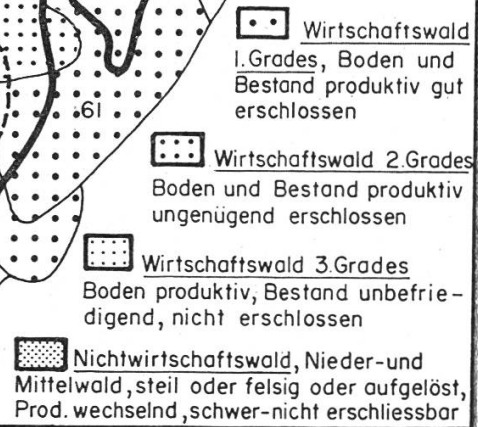 Wirtschaftswald
1.Grades, Boden und
Bestand produktiv gut
erschlossen
61
Wirtschaftswald 2.Grades
Boden und Bestand produktiv
ungenügend erschlossen
Wirtschaftswald 3.Grades
Boden produktiv, Bestand unbefrie-
digend, nicht erschlossen
Nichtwirtschaftswald, Nieder-und
Mittelwald, steil oder felsig oder aufgelöst,
Prod. wechselnd, schwer-nicht erschliessbar